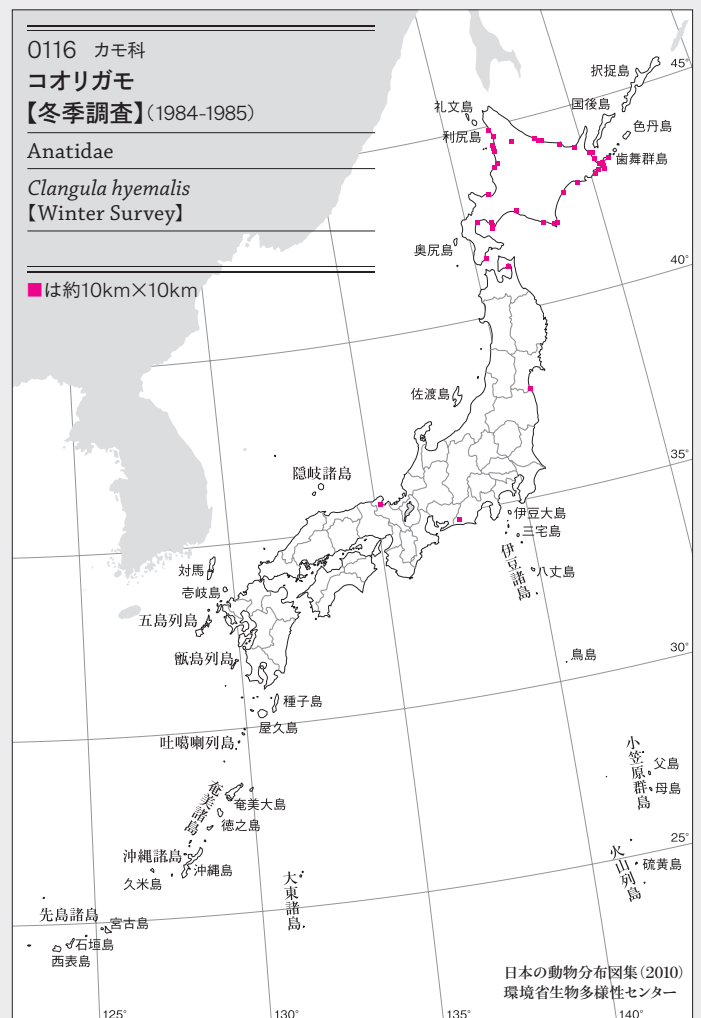 0116 カモ科
コオリガモ
【冬季調査】(1984-1985)
Anatidae
Clangula hyemalis
【Winter Survey】
■は約10km×10km
択捉島
45°
国後島
礼文島
色丹島
利尻島
歯舞群島
奥尻島
40°
佐渡島
35°
隠岐諸島
伊豆大島
三宅島
伊豆諸島
八丈島
対馬
壱岐島
五島列島
甑島列島
鳥島
30°
種子島
屋久島
吐噶喇列島
小笠原群島
父島
母島
奄美諸島
奄美大島
徳之島
25°
沖縄諸島
沖縄島
久米島
火山列島
硫黄島
大東諸島
先島諸島
宮古島
石垣島
西表島
日本の動物分布図集(2010)
環境省生物多様性センター
125°
130°
135°
140°